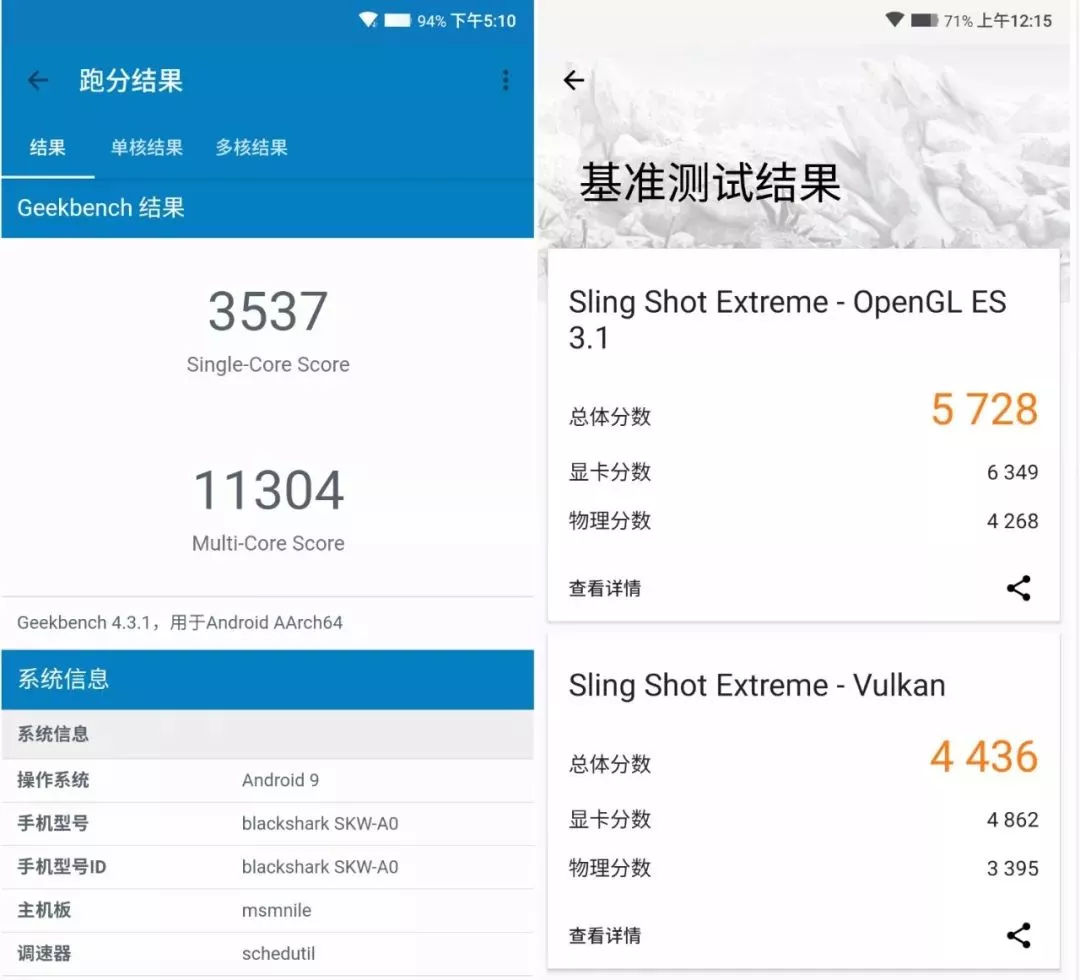 94% 下午5:10
跑分结果
结果 单核结果 多核结果
Geekbench 结果
3537
Single-Core Score
11304
Multi-Core Score
Geekbench 4.3.1，用于Android AArch64
系统信息
系统信息
操作系统 Android 9
手机型号 blackshark SKW-A0
手机型号ID blackshark SKW-A0
主机板 msmnile
调速器 schedutil
71% 上午12:15
基准测试结果
Sling Shot Extreme - OpenGL ES
3.1
总体分数 5 728
显卡分数 6 349
物理分数 4 268
查看详情
Sling Shot Extreme - Vulkan
总体分数 4 436
显卡分数 4 862
物理分数 3 395
查看详情